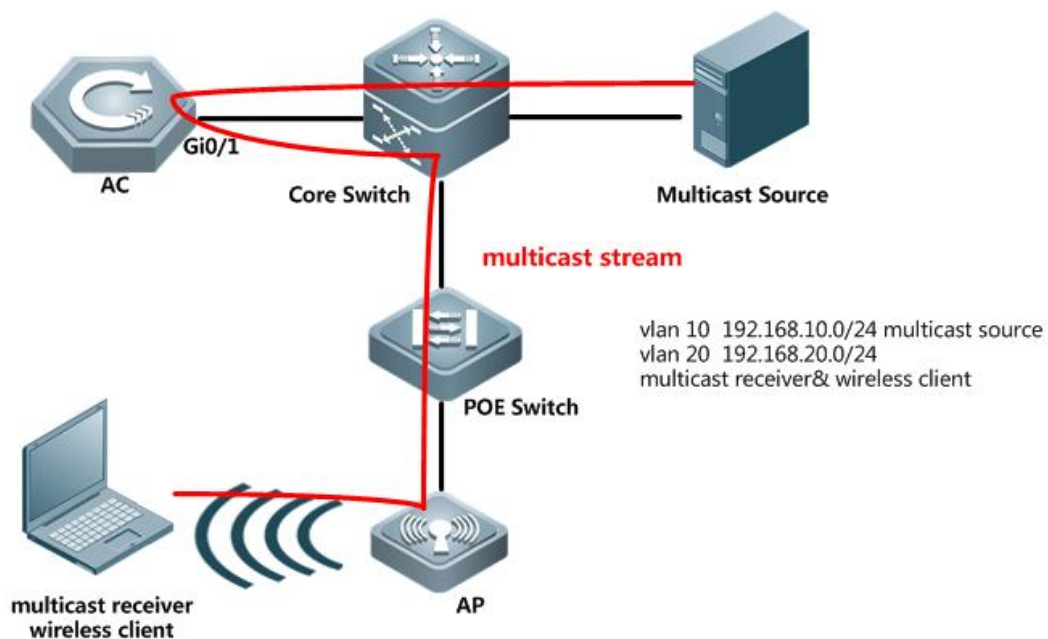 Gi0/1
AC
Core Switch
Multicast Source
multicast stream
vlan 10 192.168.10.0/24 multicast source
vlan 20 192.168.20.0/24
multicast receiver& wireless client
POE Switch
multicast receiver
wireless client
AP